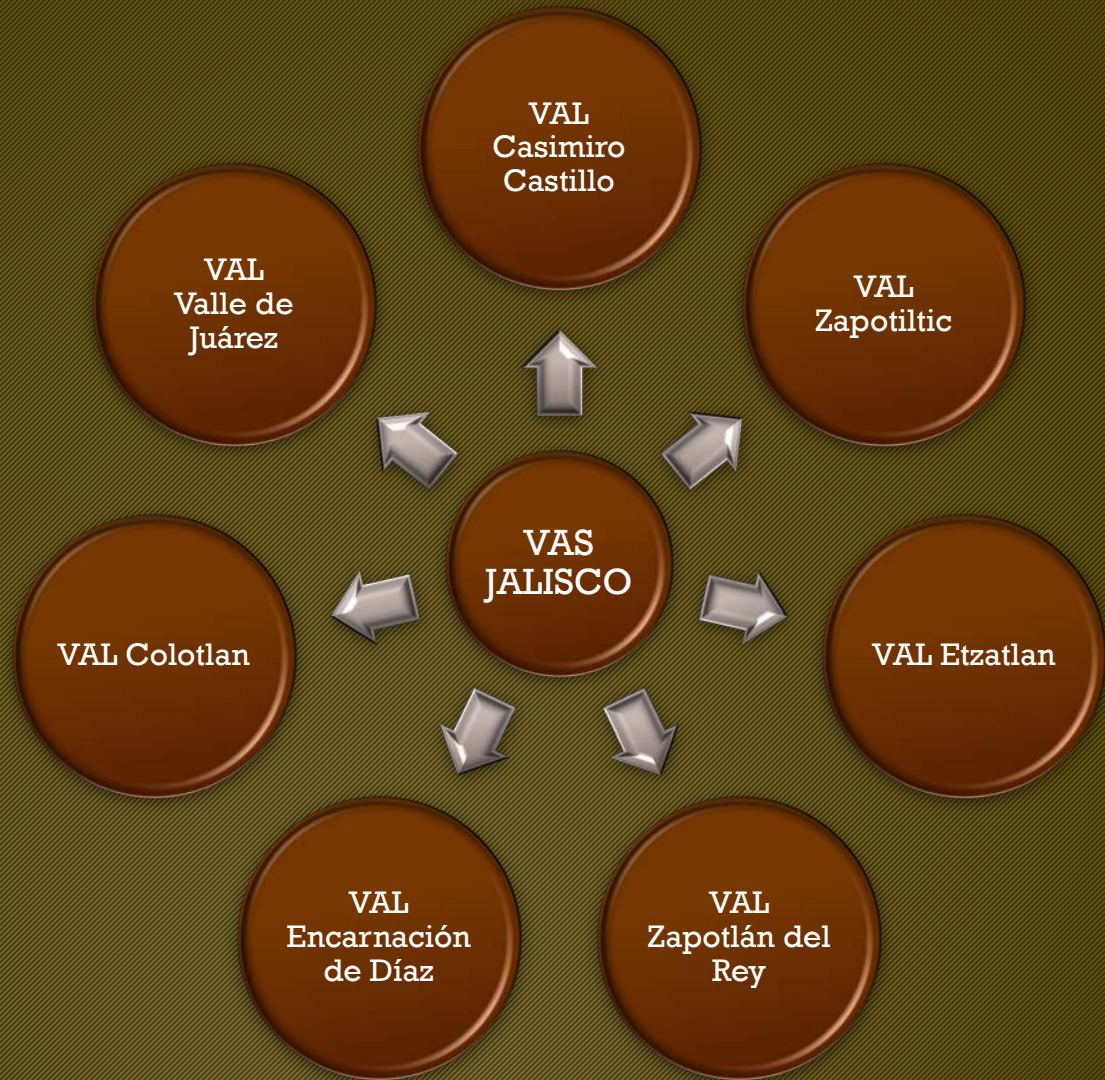 VAL
Casimiro
Castillo
VAL
Valle de
Juárez
VAL
Zapotiltic
VAS
JALISCO
VAL Colotlan
VAL Etzatlan
VAL
Encarnación
de Díaz
VAL
Zapotlán del
Rey